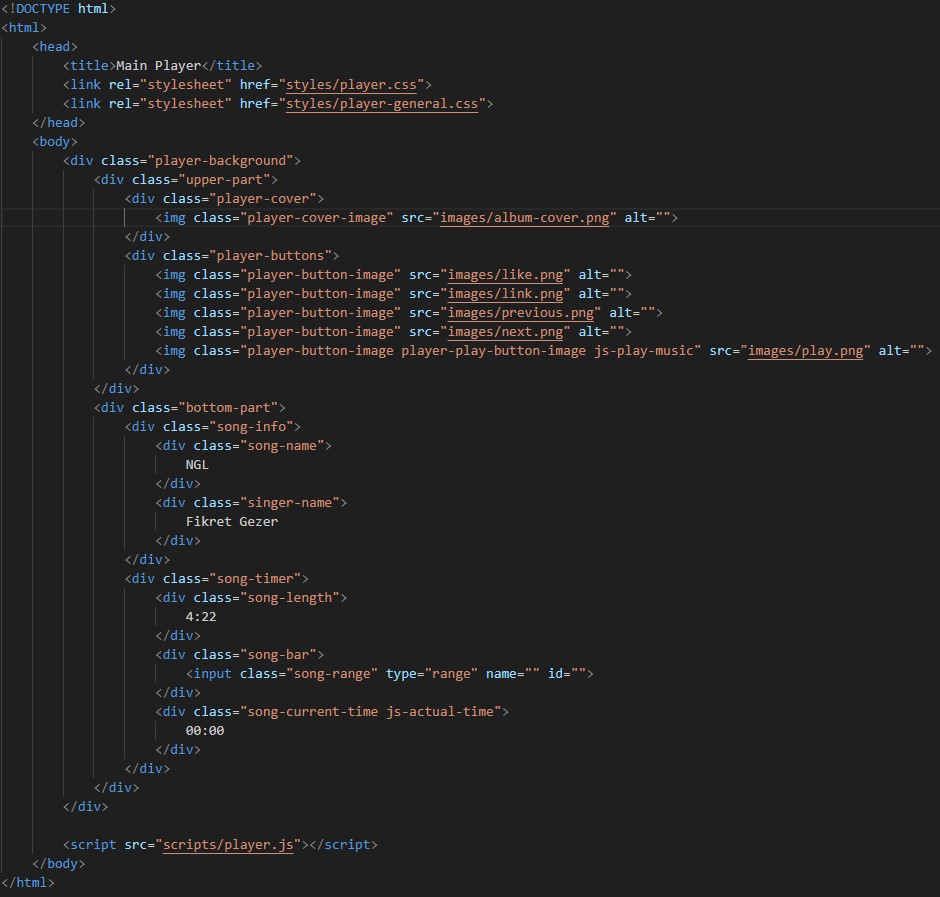 <!DOCTYPE html>
<html>
    <head>
        <title>Main Player</title>
        <link rel="stylesheet" href="styles/player.css">
        <link rel="stylesheet" href="styles/player-general.css">
    </head>
    <body>
        <div class="player-background">
            <div class="upper-part">
                <div class="player-cover">
                    <img class="player-cover-image" src="images/album-cover.png" alt="">
                </div>
                <div class="player-buttons">
                    <img class="player-button-image" src="images/like.png" alt="">
                    <img class="player-button-image" src="images/link.png" alt="">
                    <img class="player-button-image" src="images/previous.png" alt="">
                    <img class="player-button-image" src="images/next.png" alt="">
                    <img class="player-button-image player-play-button-image js-play-music" src="images/play.png" alt="">
                </div>
            </div>
            <div class="bottom-part">
                <div class="song-info">
                    <div class="song-name">
                        NGL
                    </div>
                    <div class="singer-name">
                        Fikret Gezer
                    </div>
                </div>
                <div class="song-timer">
                    <div class="song-length">
                        4:22
                    </div>
                    <div class="song-bar">
                        <input class="song-range" type="range" name="" id="">
                    </div>
                    <div class="song-current-time js-actual-time">
                        00:00
                    </div>
                </div>
            </div>
        </div>

        <script src="scripts/player.js"></script>
    </body>
</html>